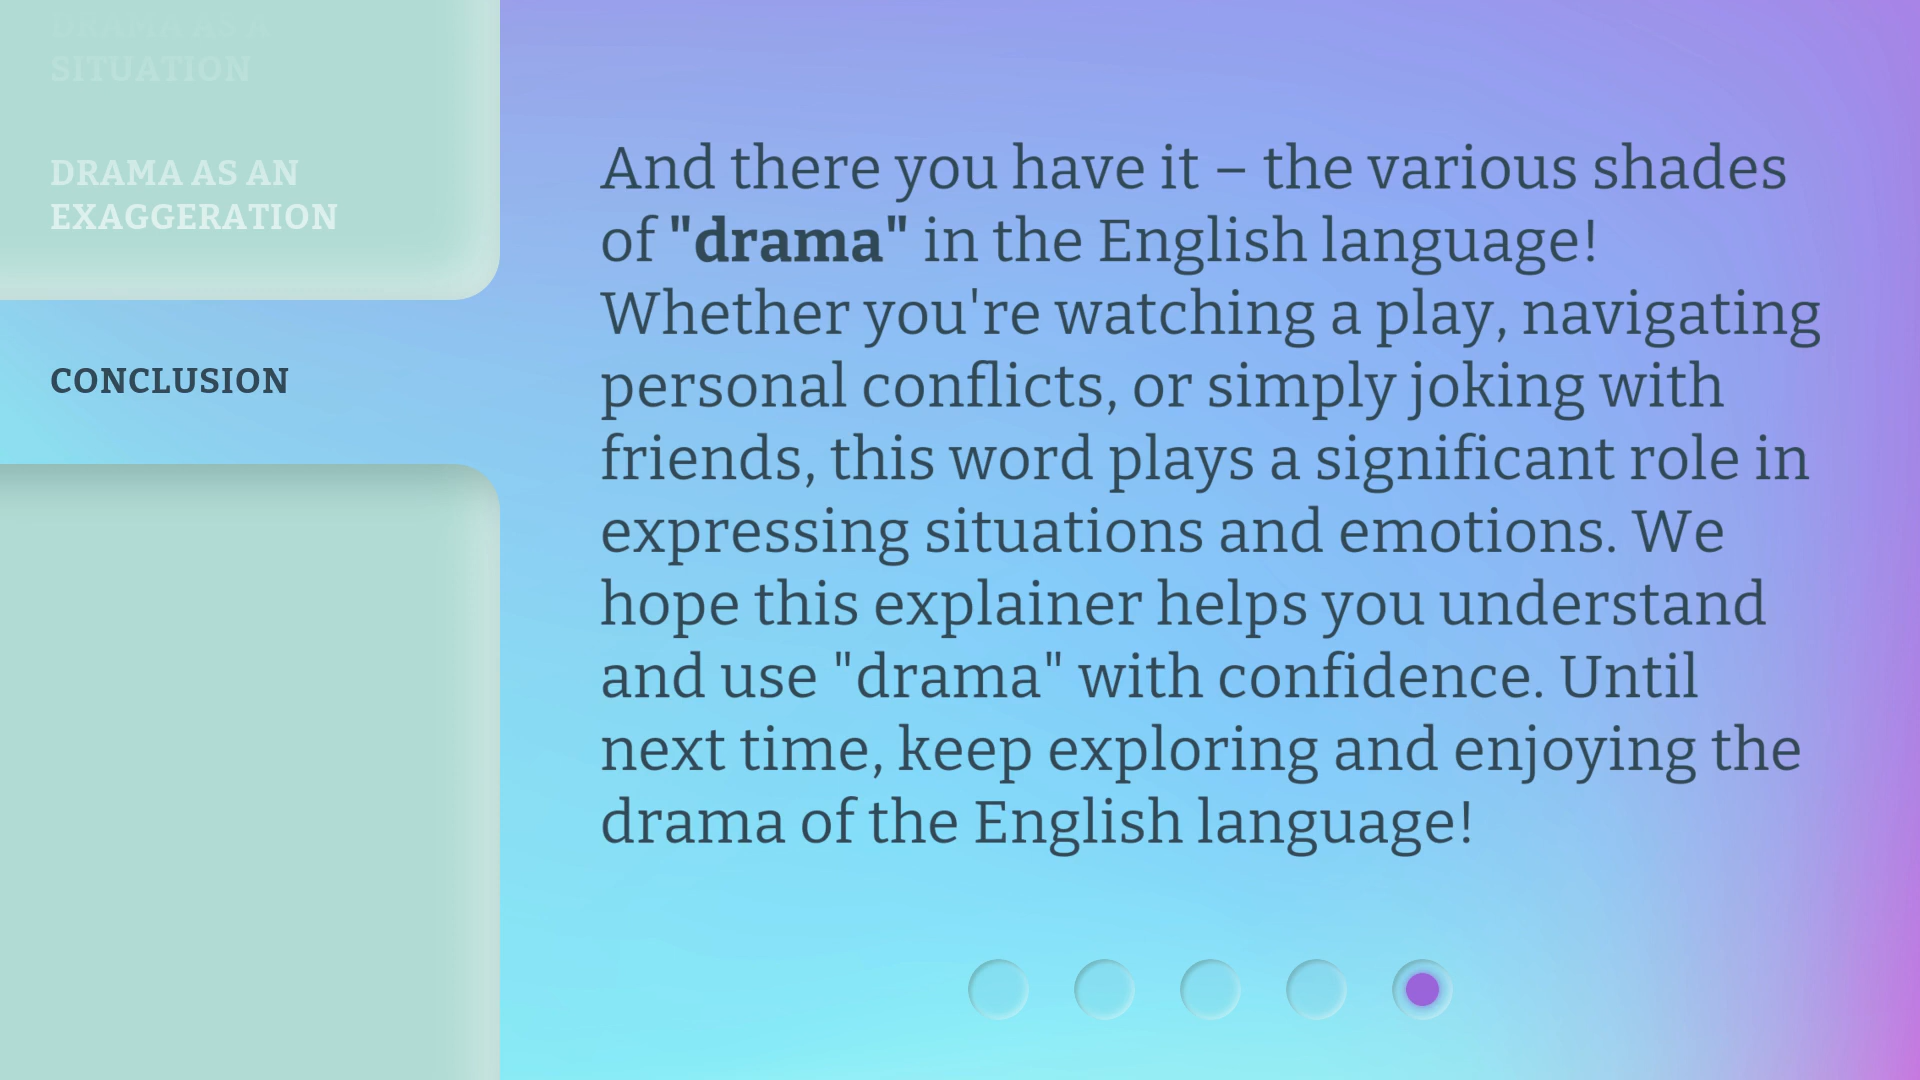 DRAMA AS A
SITUATION
DRAMA AS AN
EXAGGERATION
CONCLUSION
And there you have it – the various shades
of "drama" in the English language!
Whether you're watching a play, navigating
personal conflicts, or simply joking with
friends, this word plays a significant role in
expressing situations and emotions. We
hope this explainer helps you understand
and use "drama" with confidence. Until
next time, keep exploring and enjoying the
drama of the English language!